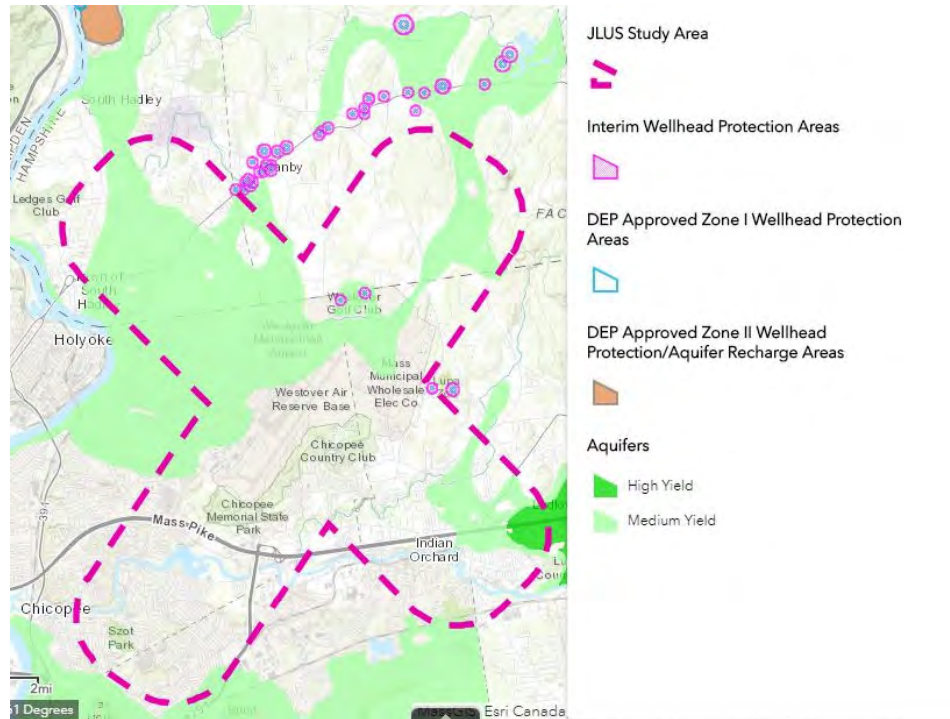 South Hadley
HAMPSHIRE
Ledges Golf
Club
Holyoke
Westover Air
Reserve Base
Mass
Municipal
Wholesale
Elec Co
Chicopee
Country Club
Chicopee
Memorial State
Park
391
Mass Pike
Indian
Orchard
Chicopee
Szot
Park
2mi
Esri Canada
JLUS Study Area
Interim Wellhead Protection Areas
DEP Approved Zone I Wellhead Protection
Areas
DEP Approved Zone II Wellhead
Protection/Aquifer Recharge Areas
Aquifers
High Yield
Medium Yield